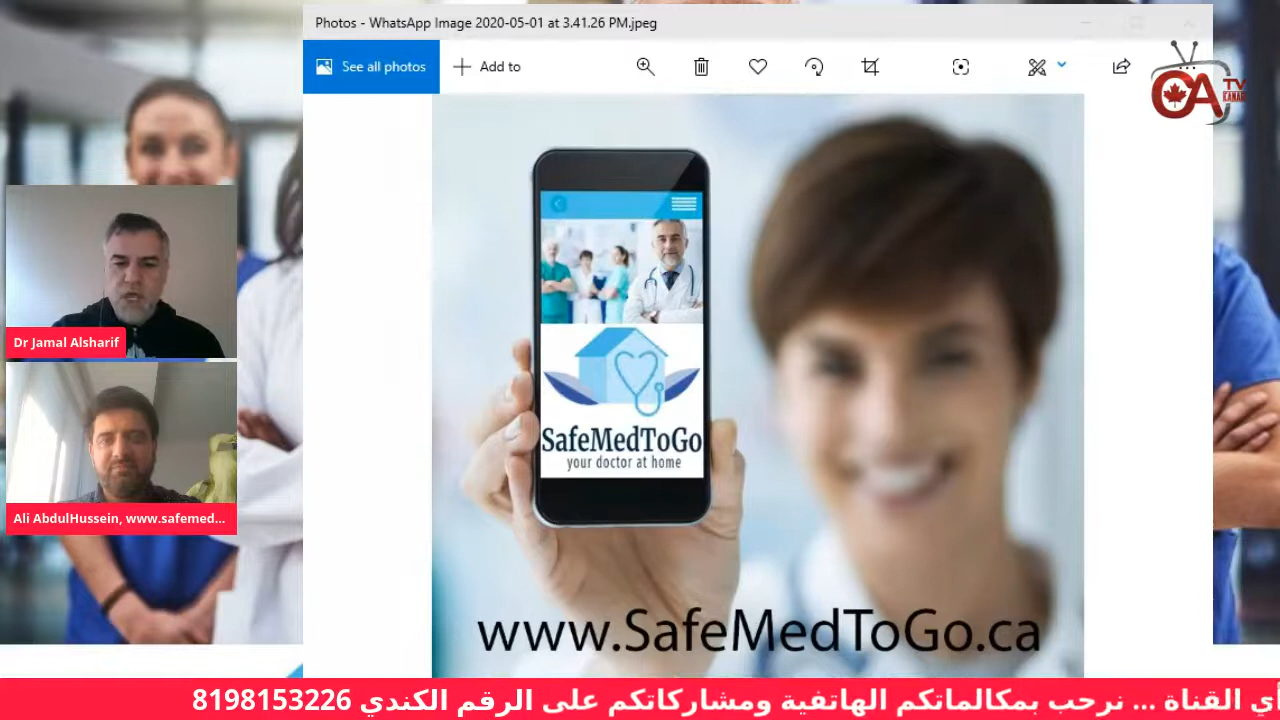 Photos - WhatsApp Image 2020-05-01 at 3.41.26 PM.jpeg
See all photos
Add to
CA TV
Dr Jamal Alsharif
Ali AbdulHussein, www.safemed...
SafeMedToGo
your doctor at home
www.SafeMedToGo.ca
القناة ... نرحب بمكالماتكم الهاتفية ومشاركاتكم على الرقم الكندي 8198153226